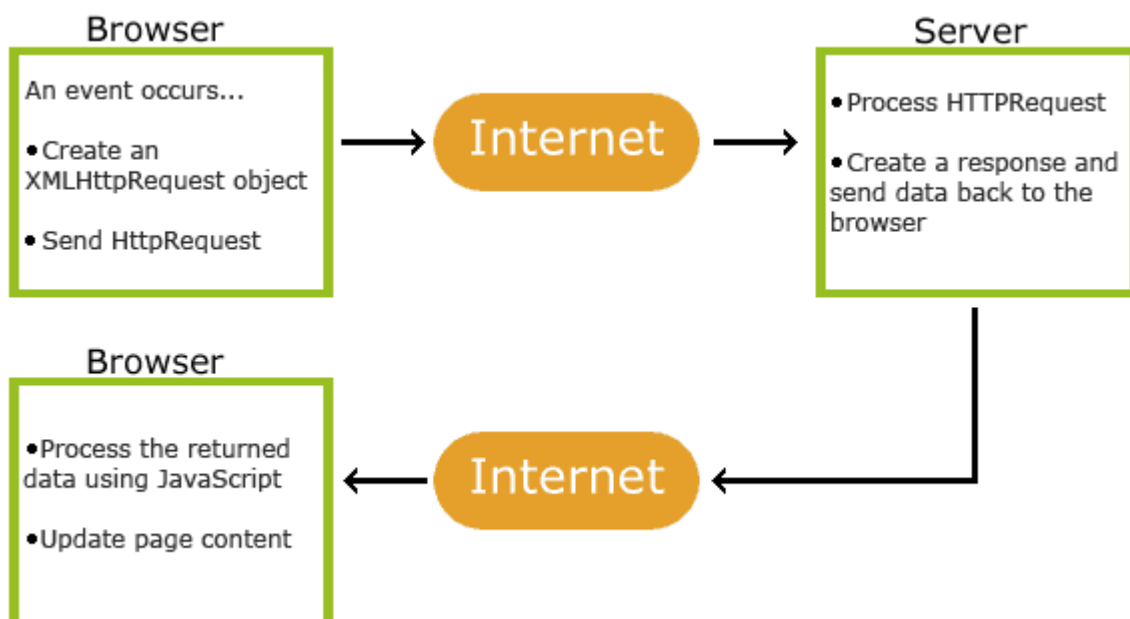 Browser
An event occurs...
•Create an
XMLHttpRequest object
• Send HttpRequest
Internet
Server
•Process HTTPRequest
•Create a response and
send data back to the
browser
Browser
•Process the returned
data using JavaScript
•Update page content
Internet